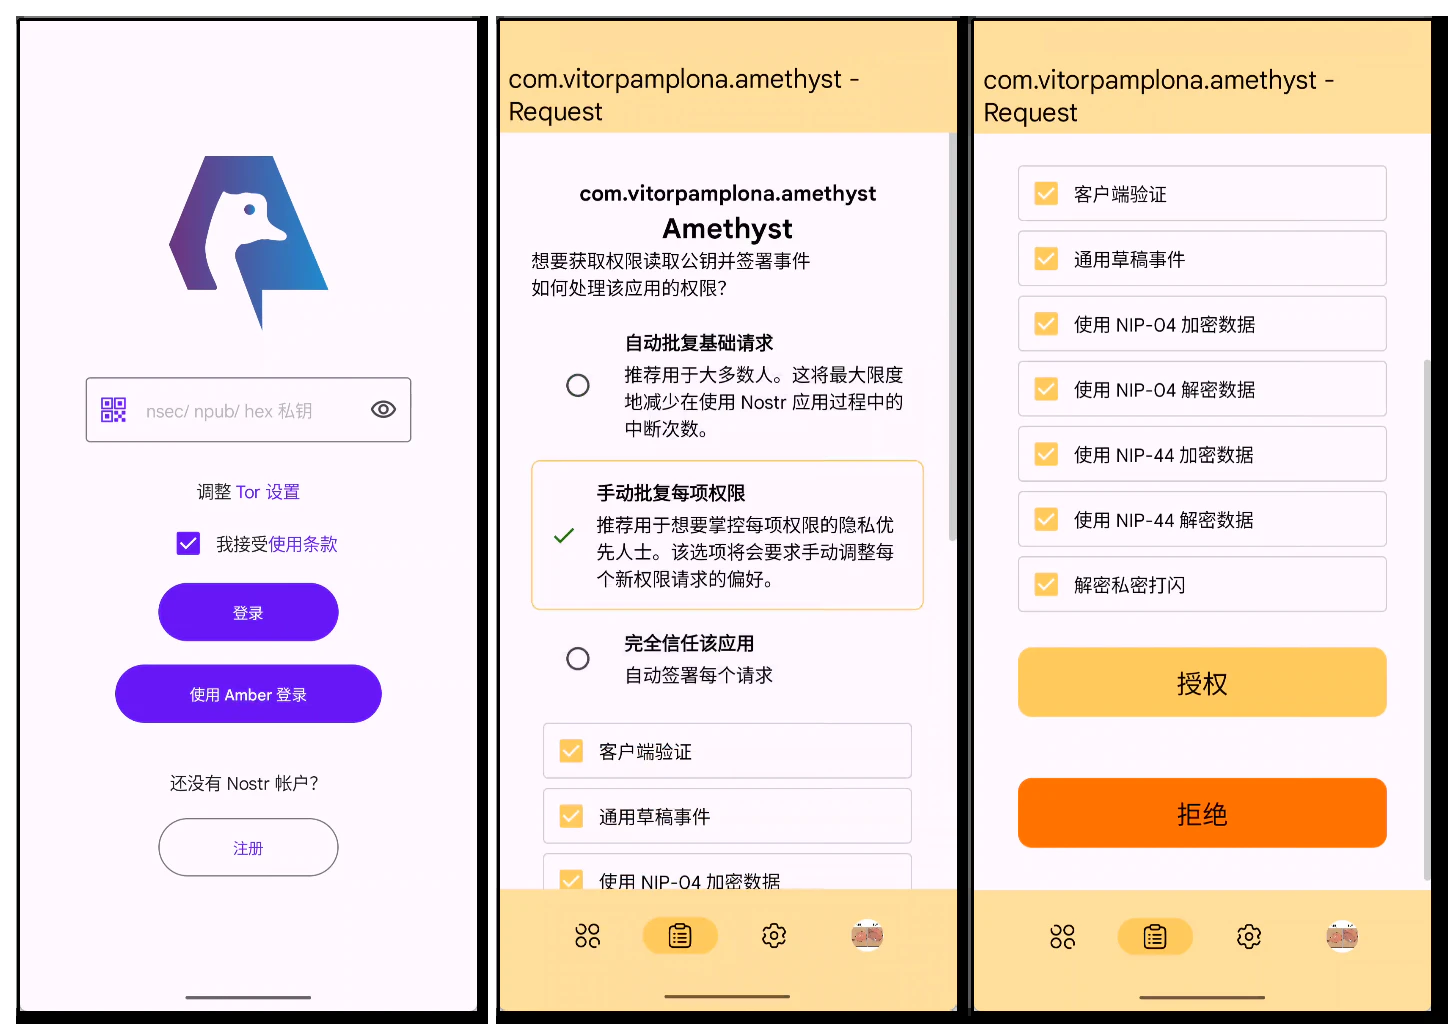 nsec/ npub/ hex 私钥
调整 Tor 设置
我接受使用条款
登录
使用 Amber 登录
还没有 Nostr 帐户？
注册
com.vitorpamplona.amethyst -
Request
com.vitorpamplona.amethyst
Amethyst
想要获取权限读取公钥并签署事件
如何处理该应用的权限？
自动批复基础请求
推荐用于大多数人。这将最大限度
地减少在使用 Nostr 应用过程中的
中断次数。
手动批复每项权限
推荐用于想要掌控每项权限的隐私优
先人士。该选项将会要求手动调整每
个新权限请求的偏好。
完全信任该应用
自动签署每个请求
客户端验证
通用草稿事件
使用 NIP-04 加密数据
com.vitorpamplona.amethyst -
Request
客户端验证
通用草稿事件
使用 NIP-04 加密数据
使用 NIP-04 解密数据
使用 NIP-44 加密数据
使用 NIP-44 解密数据
解密私密打闪
授权
拒绝